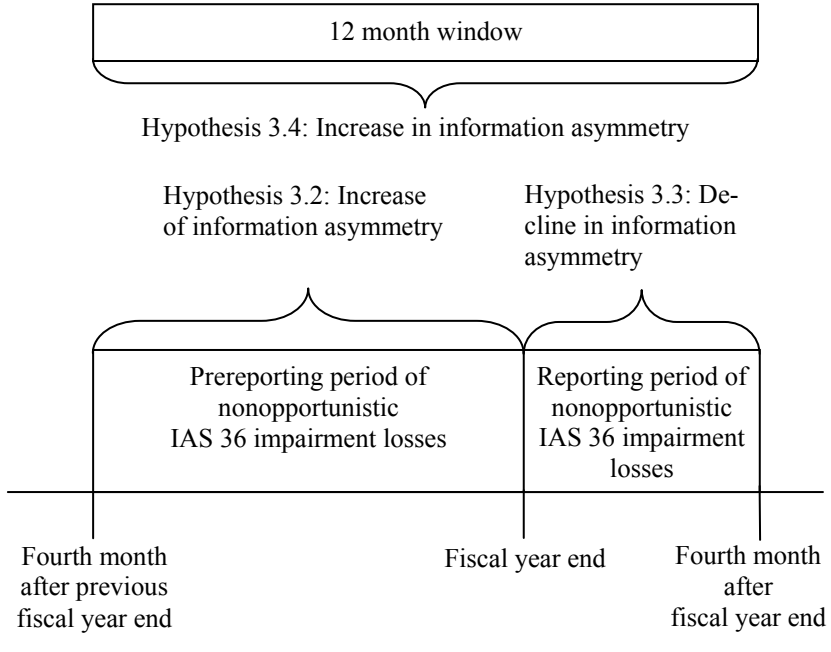 12 month window
Hypothesis 3.4: Increase in information asymmetry
Hypothesis 3.2: Increase
of information asymmetry
Hypothesis 3.3: De-
cline in information
asymmetry
Prereporting period of
nonopportunistic
IAS 36 impairment losses
Reporting period of
nonopportunistic
IAS 36 impairment
losses
Fourth month
after previous
fiscal year end
Fiscal year end
Fourth month
after
fiscal year end